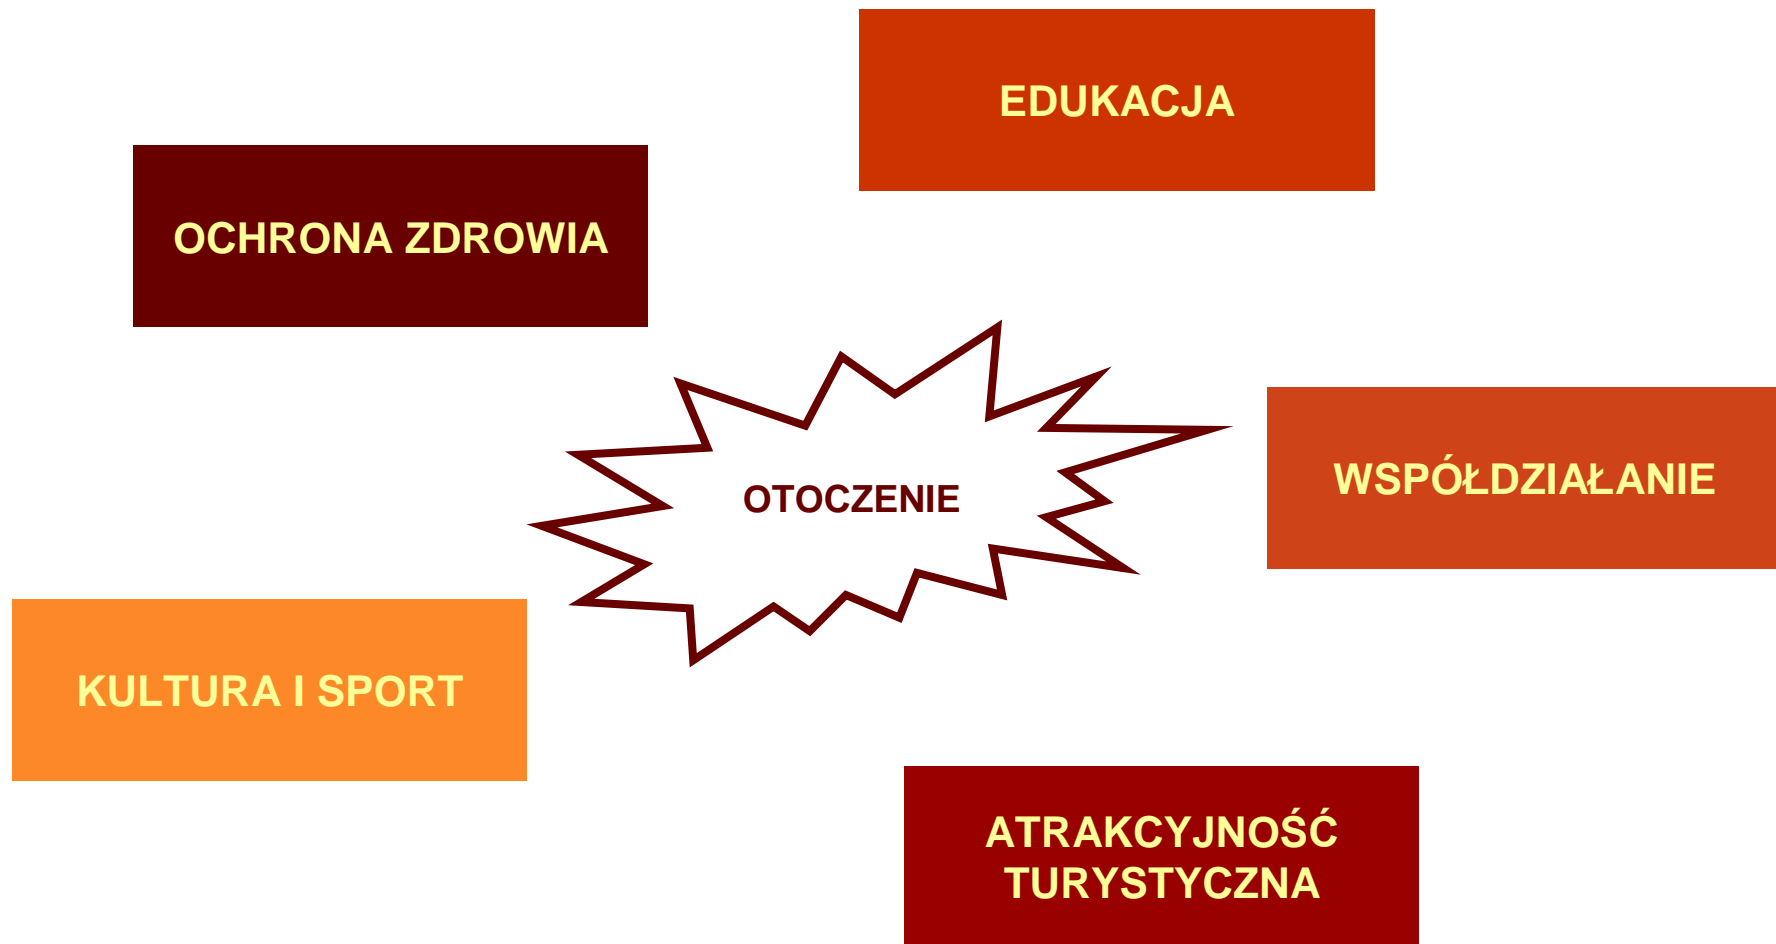 EDUKACJA
OCHRONA ZDROWIA
WSPÓŁDZIAŁANIE
OTOCZENIE
KULTURA I SPORT
ATRAKCYJNOŚĆ
TURYSTYCZNA